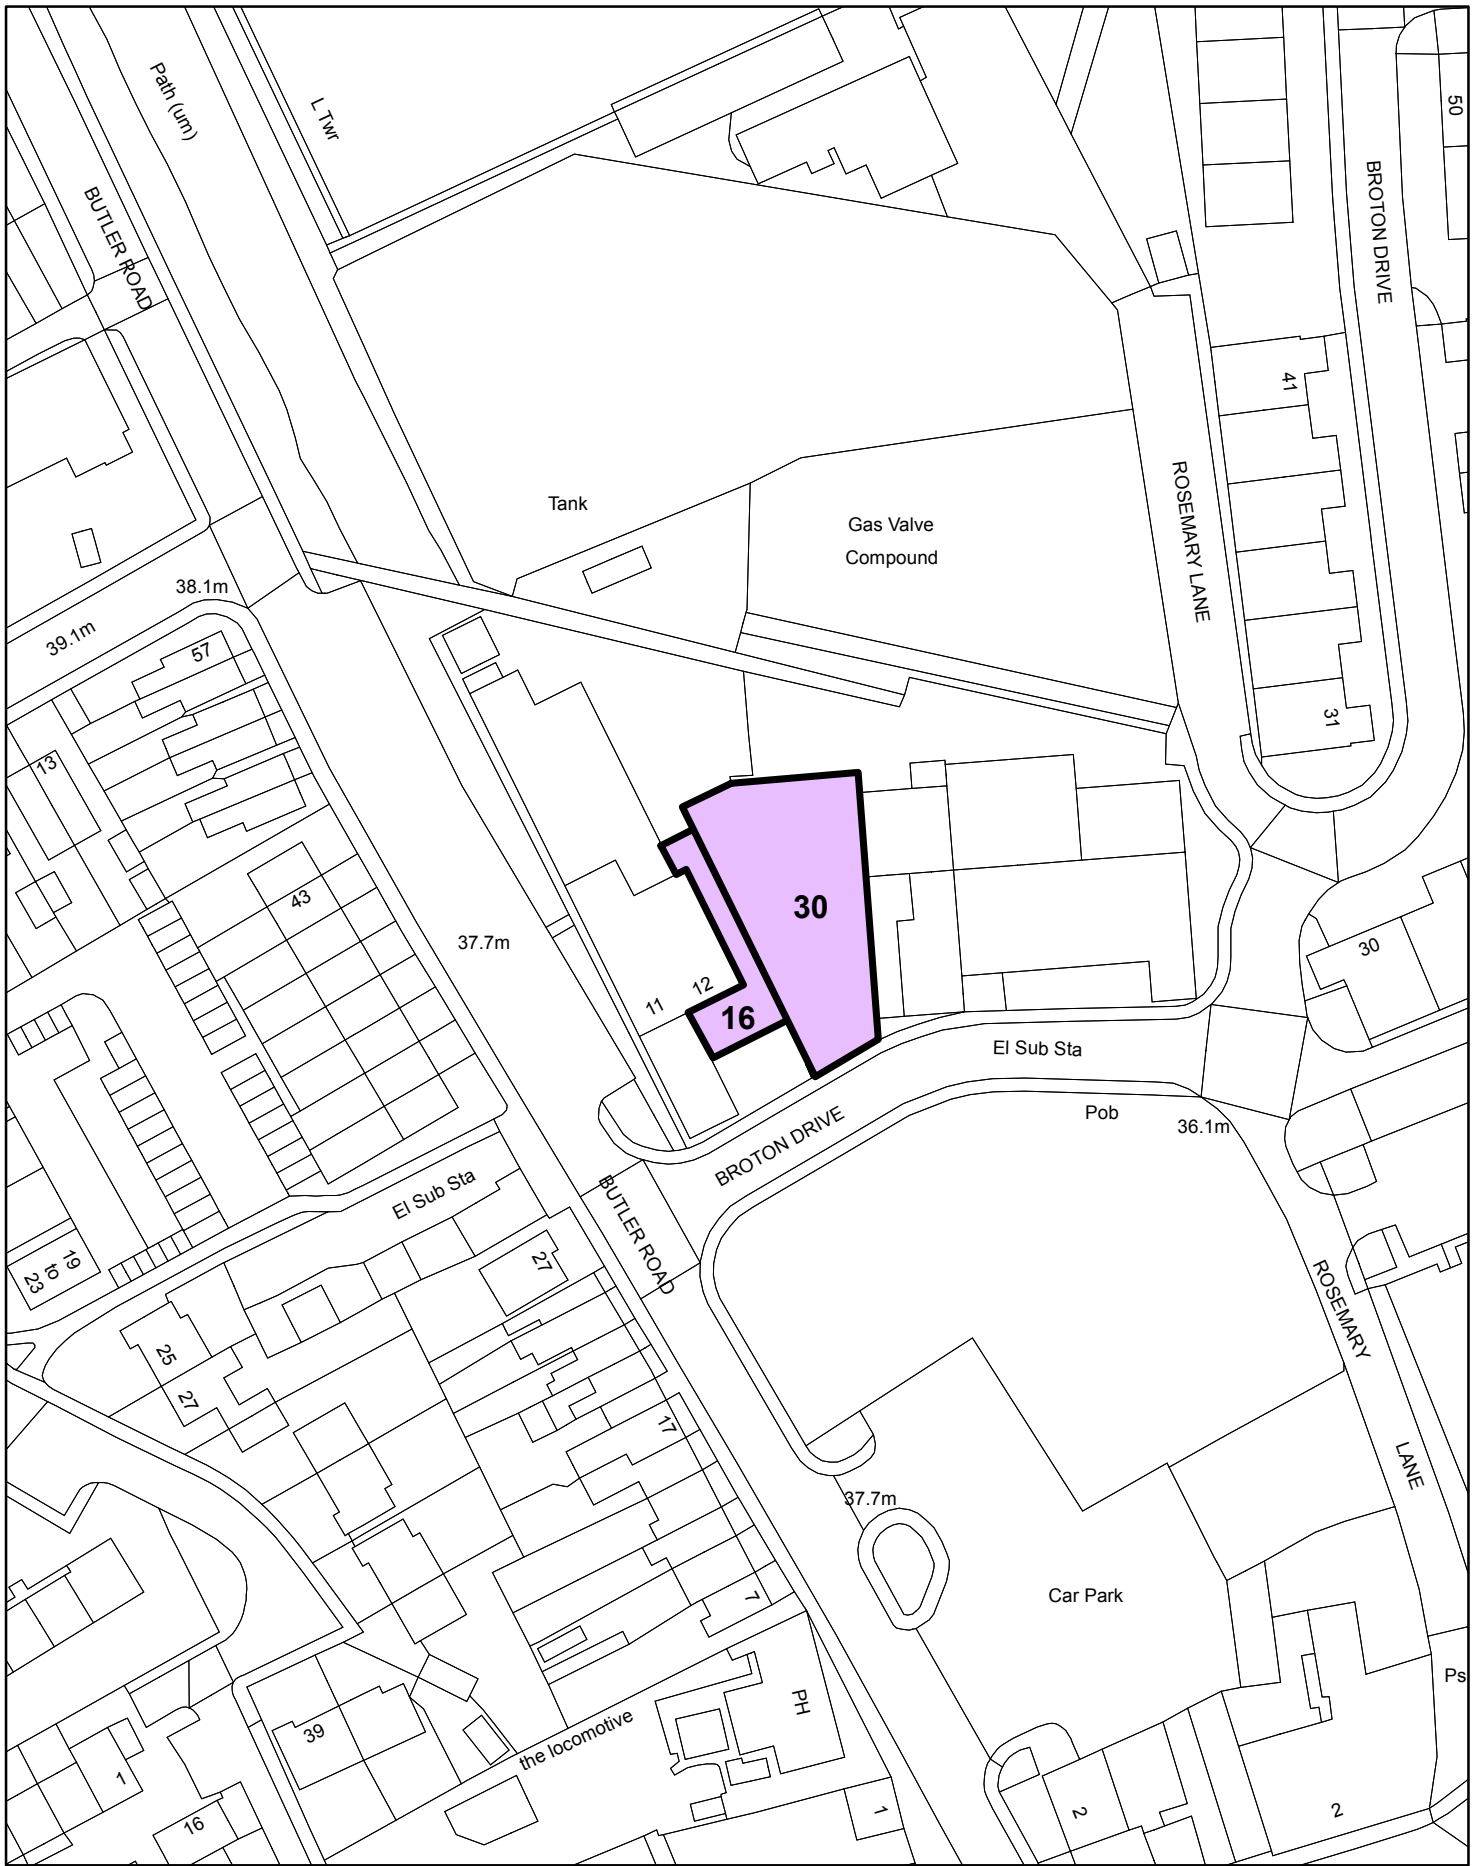 Path (um)
L Twr
50
BUTLER ROAD
BROTON DRIVE
41
ROSEMARY LANE
Tank
Gas Valve
Compound
38.1m
39.1m
57
31
13
43
30
37.7m
30
12
11
16
El Sub Sta
Pob
36.1m
BROTON DRIVE
El Sub Sta
BUTLER ROAD
27
19
to
23
ROSEMARY
25
27
17
LANE
37.7m
Car Park
7
Ps
PH
39
the locomotive
1
16
1
2
2